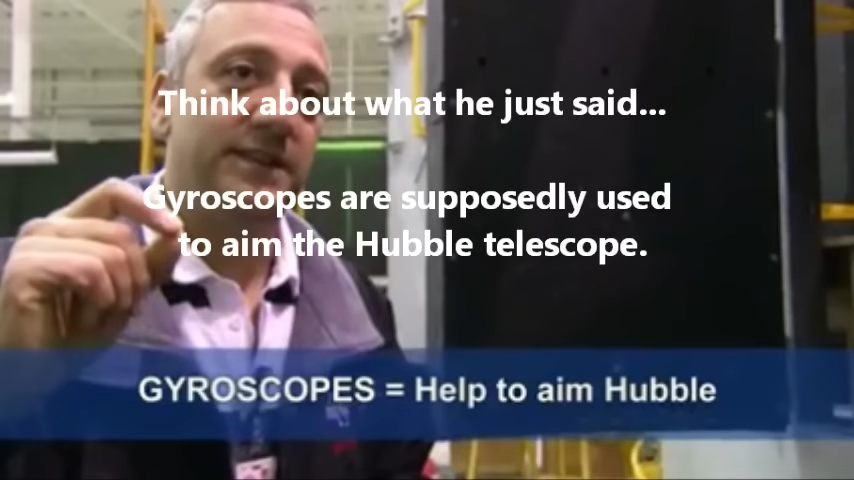 Think about what he just said...
Gyroscopes are supposedly used
to aim the Hubble telescope.
GYROSCOPES = Help to aim Hubble